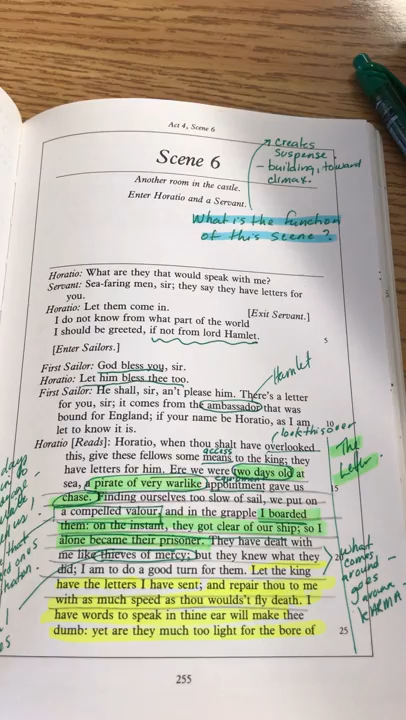 Act 4, Scene 6
Scene 6
Another room in the castle.
Enter Horatio and a Servant.
creates
suspense
- building, toward
climax.
What is the function
of this scene?
Horatio: What are they that would speak with me?
Servant: Sea-faring men, sir; they say they have letters for
you.
Horatio: Let them come in.
[Exit Servant.]
I do not know from what part of the world
I should be greeted, if not from lord Hamlet.
5
[Enter Sailors.]
Hamlet
First Sailor: God bless you, sir.
Horatio: Let him bless thee too.
First Sailor: He shall, sir, an't please him. There's a letter
for you, sir; it comes from the ambassador that was
bound for England; if your name be Horatio, as I am
10
let to know it is.
look this over
Horatio [Reads]: Horatio, when thou shalt have overlooked
access
this, give these fellows some means to the king; they
have letters for him. Ere we were two days old at
sea, a pirate of very warlike appointment gave us
equipment
15
chase. Finding ourselves too slow of sail, we put on
a compelled valour, and in the grapple I boarded
them: on the instant, they got clear of our ship; so I
alone became their prisoner. They have dealt with
me like thieves of mercy; but they knew what they
20
did; I am to do a good turn for them. Let the king
have the letters I have sent; and repair thou to me
with as much speed as thou wouldst fly death. I
have words to speak in thine ear will make thee
dumb: yet are they much too light for the bore of
25
The
Letter
what
comes
around -
goes
around
KARMA
255